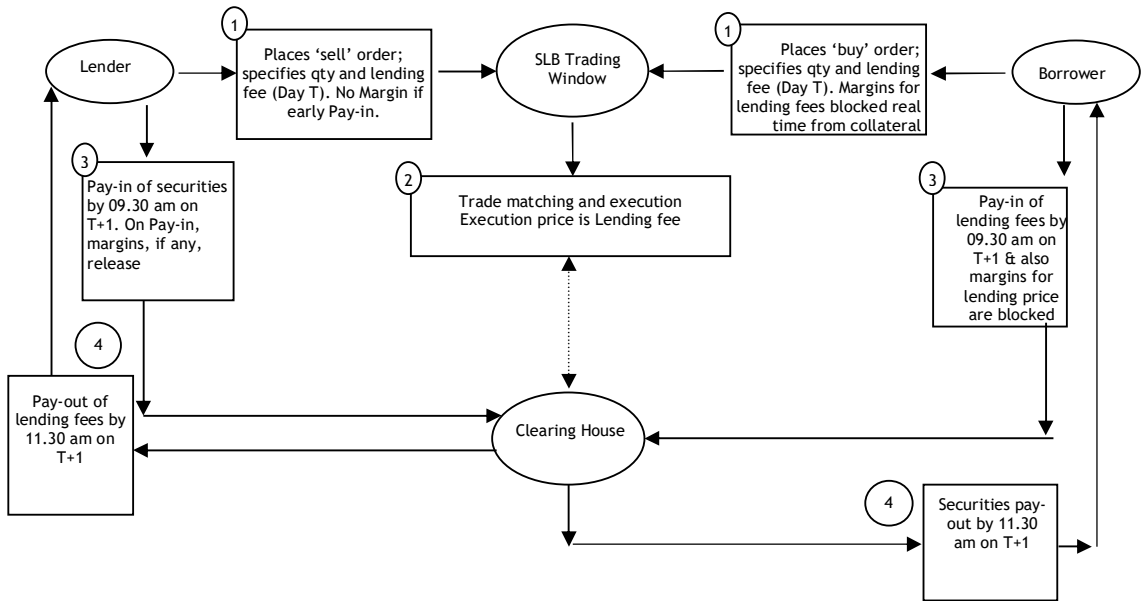 1
1
Lender
Places ‘sell’ order;
specifies qty and lending
fee (Day T). No Margin if
early Pay-in.
SLB Trading
Window
Places ‘buy’ order;
specifies qty and lending
fee (Day T). Margins for
lending fees blocked real
time from collateral
Borrower
3
Pay-in of securities
by 09.30 am on
T+1. On Pay-in,
margins, if any,
release
2
Trade matching and execution
Execution price is Lending fee
3
Pay-in of
lending fees by
09.30 am on
T+1 & also
margins for
lending price
are blocked
4
Pay-out of
lending fees by
11.30 am on
T+1
Clearing House
4
Securities pay-
out by 11.30
am on T+1